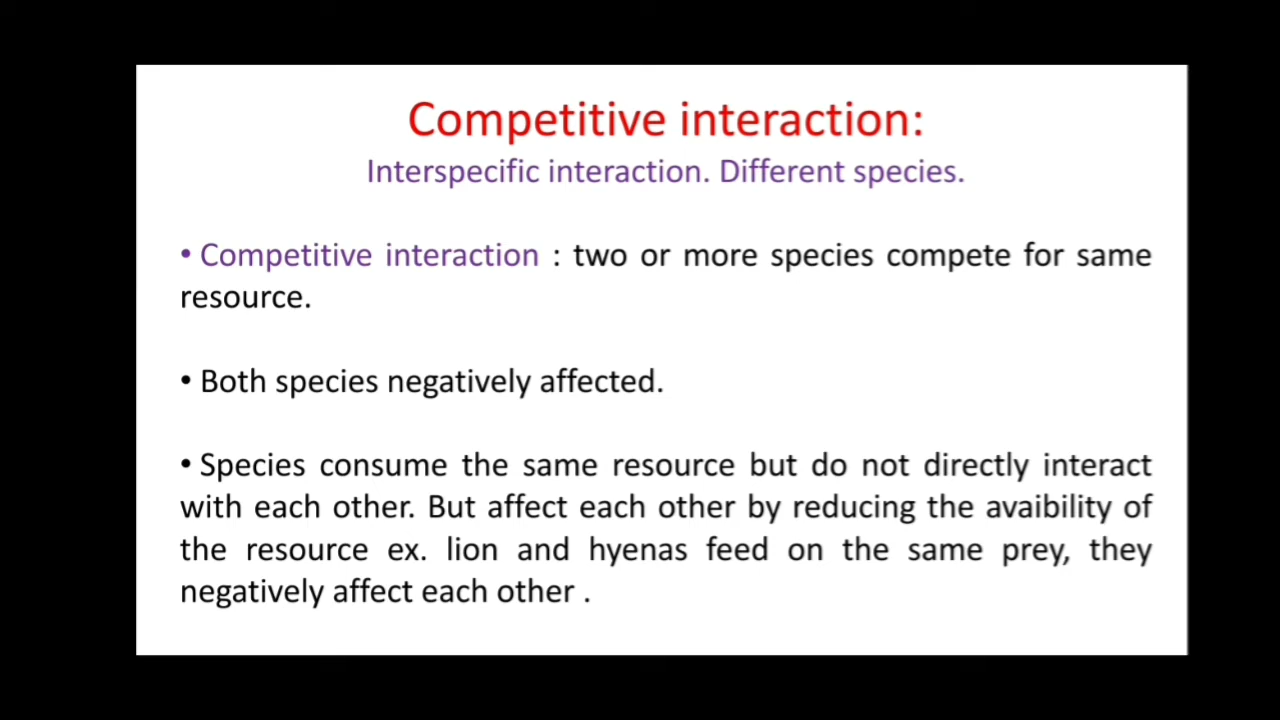 Competitive interaction:
Interspecific interaction. Different species.
• Competitive interaction : two or more species compete for same
resource.
• Both species negatively affected.
• Species consume the same resource but do not directly interact
with each other. But affect each other by reducing the avaibility of
the resource ex. lion and hyenas feed on the same prey, they
negatively affect each other .